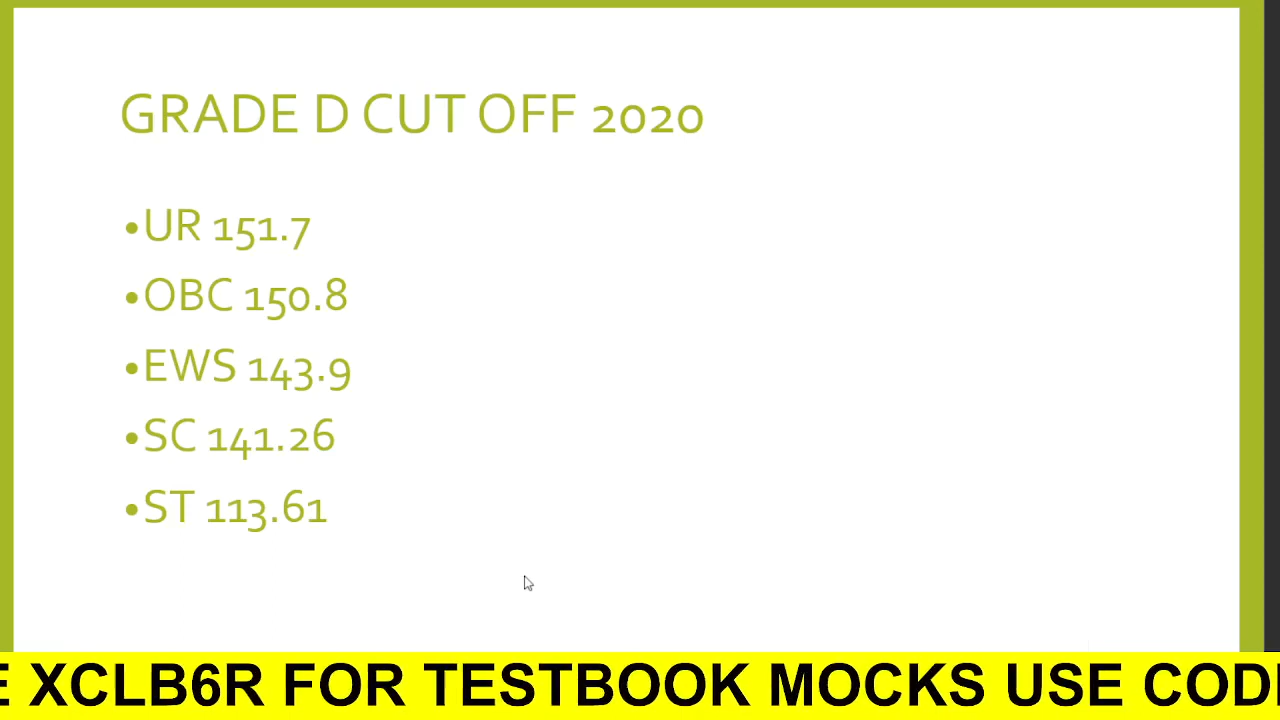 GRADE D CUT OFF 2020
•UR 151.7
•OBC 150.8
•EWS 143.9
•SC 141.26
•ST 113.61
E XCLB6R FOR TESTBOOK MOCKS USE COD